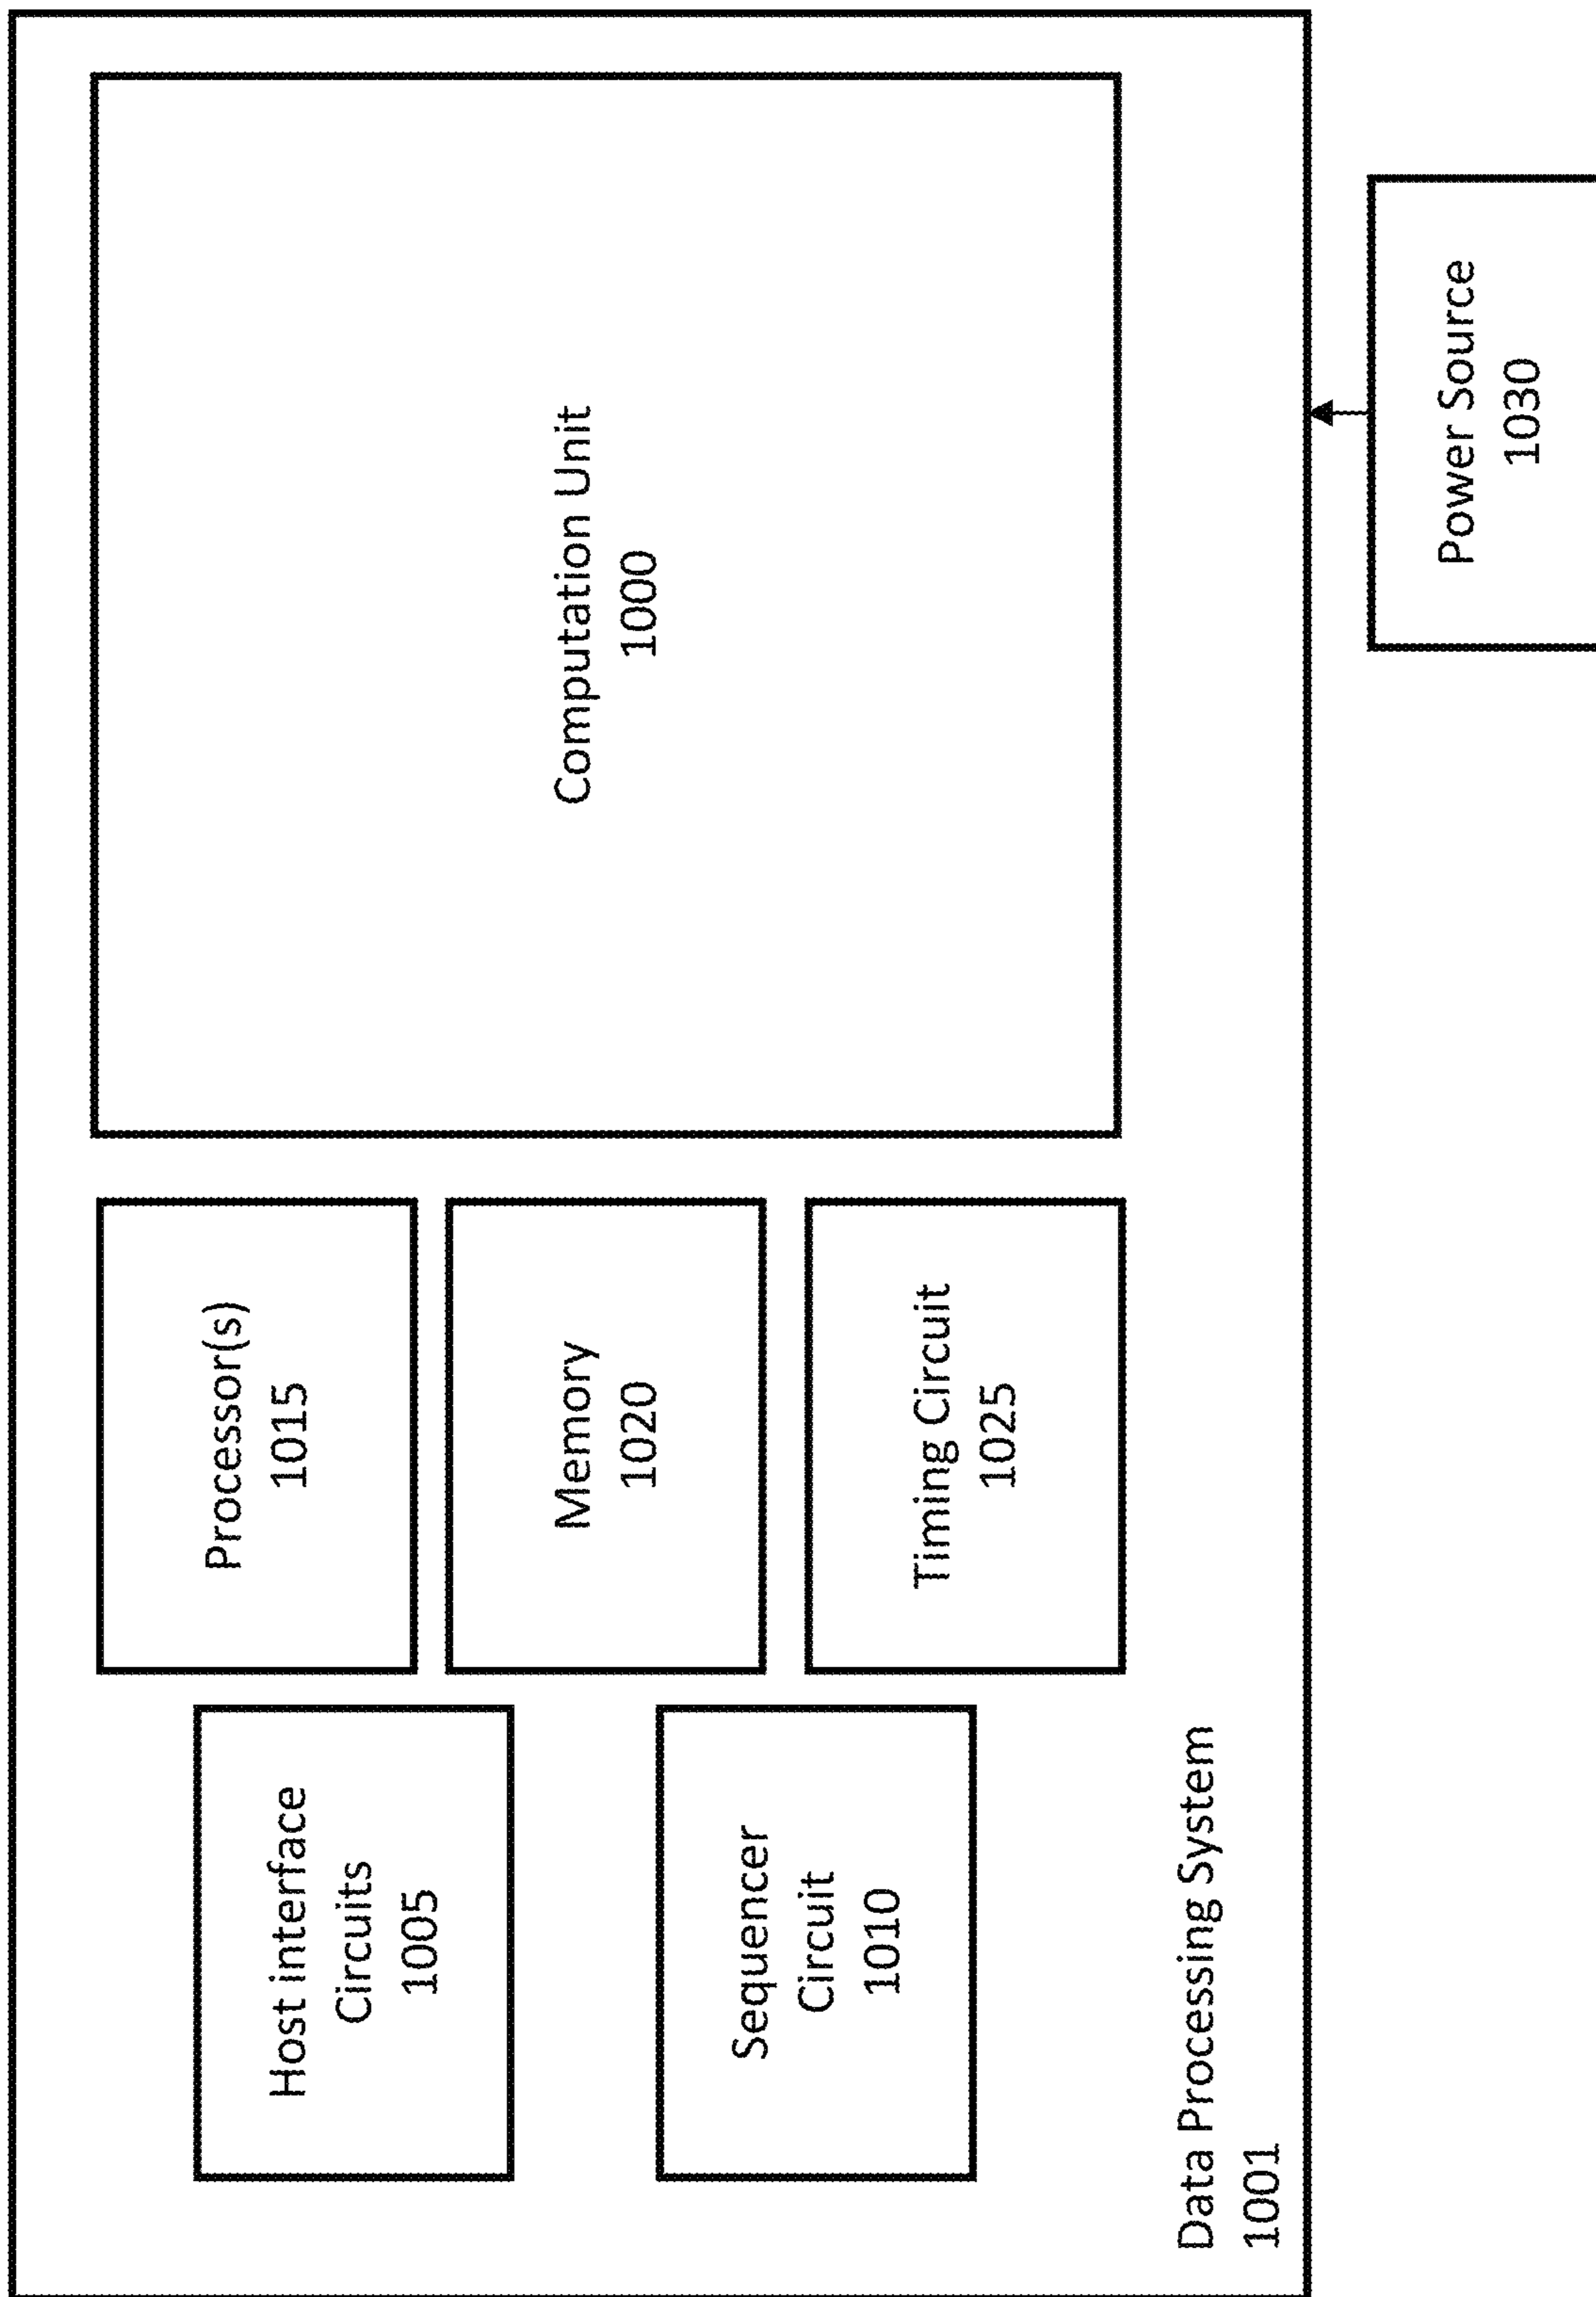 Host interface
Circuits
1005
Sequencer
Circuit
1010
Processor(s)
1015
Memory
1020
Timing Circuit
1025
Computation Unit
1000
Data Processing System
1001
Power Source
1030